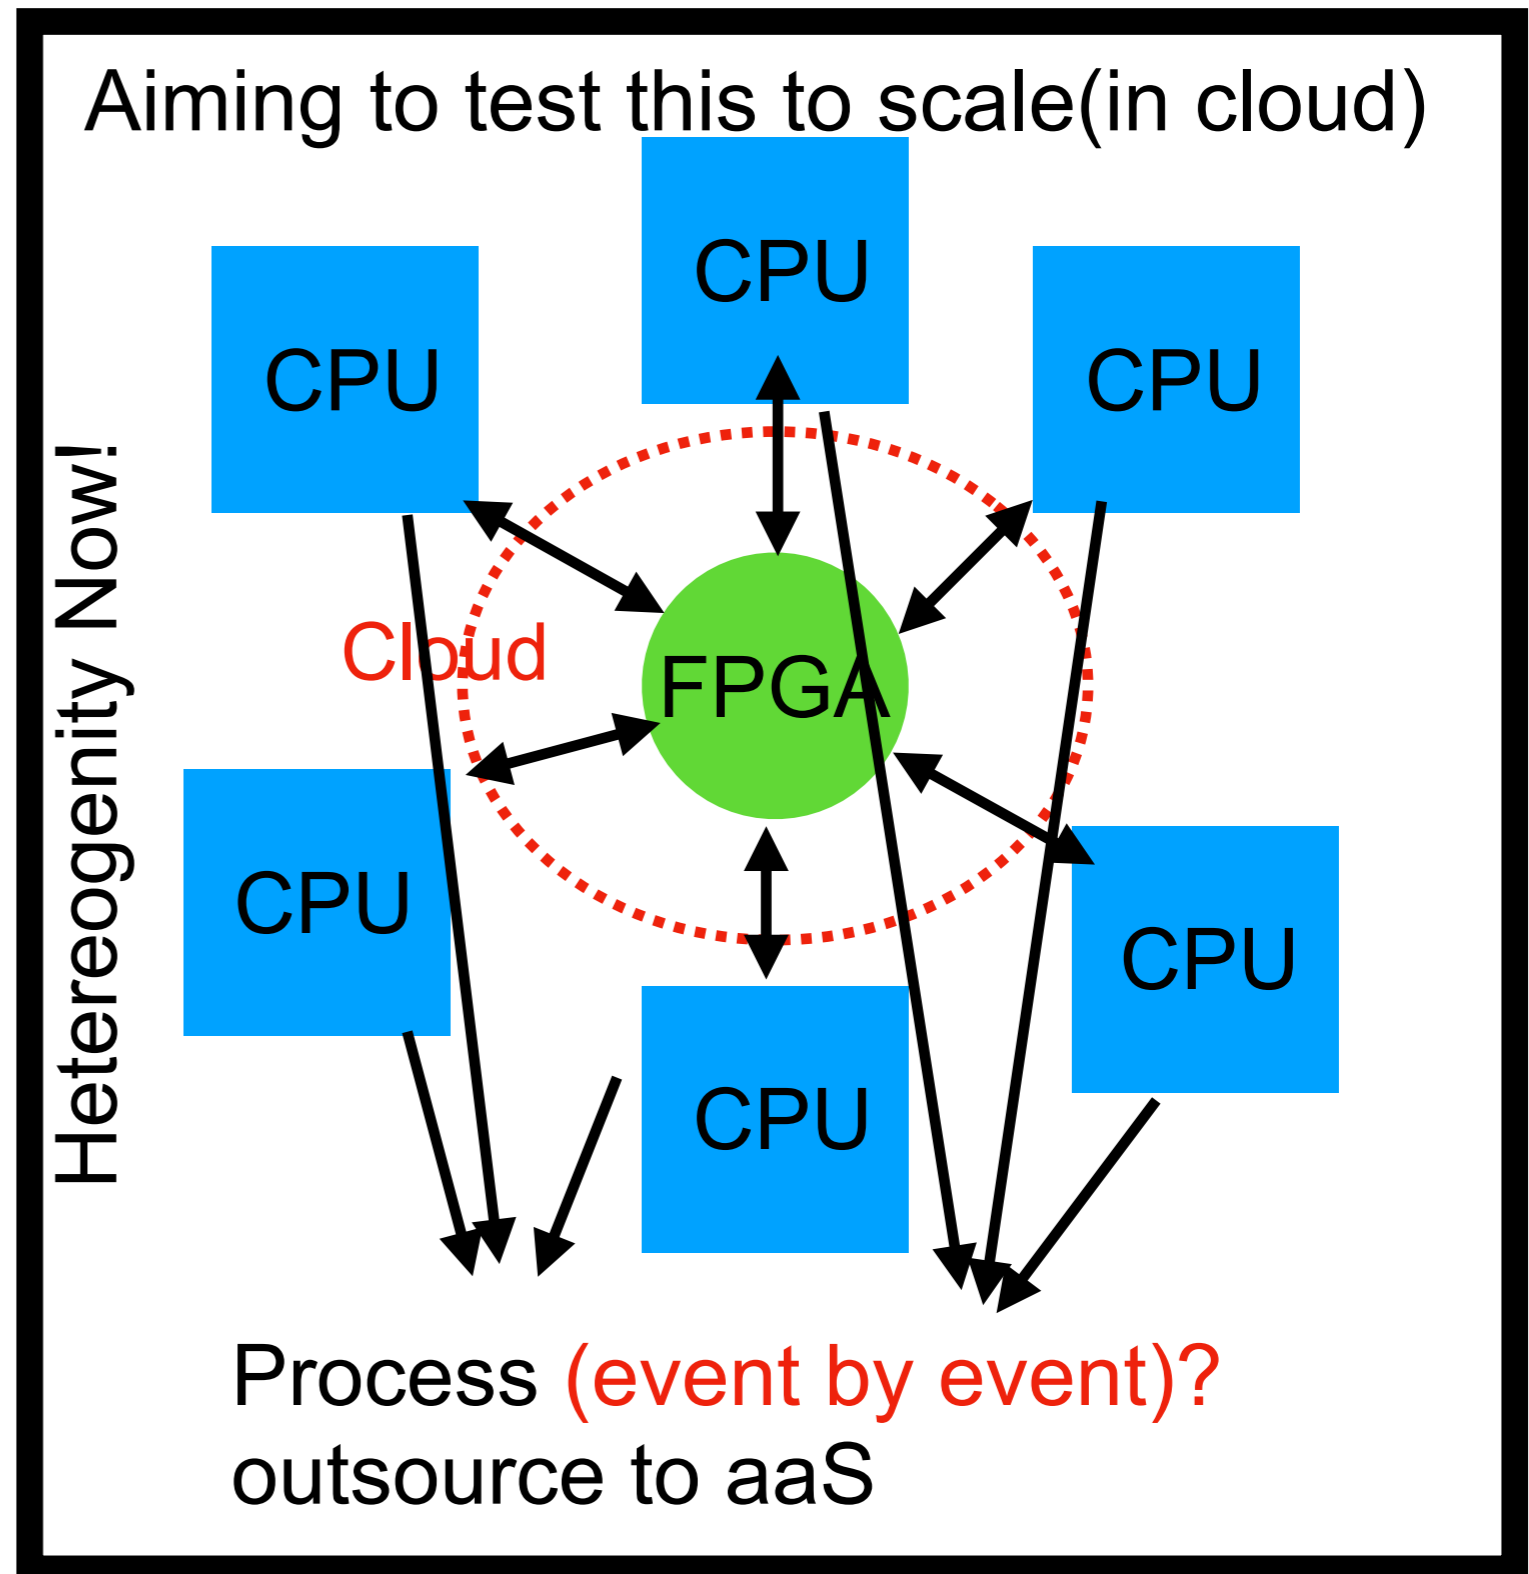 Aiming to test this to scale(in cloud)
CPU
CPU
CPU
Hetereogenity Now!
Cloud
FPGA
CPU
CPU
CPU
Process (event by event)?
outsource to aaS